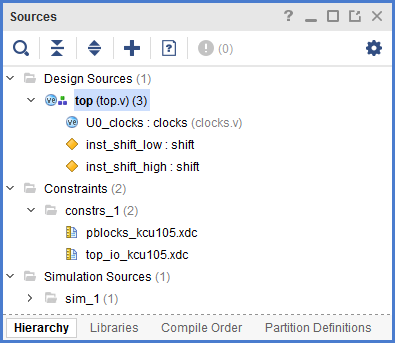 Sources
(0)
Design Sources (1)
top (top.v) (3)
U0_clocks : clocks (clocks.v)
inst_shift_low : shift
inst_shift_high : shift
Constraints (2)
constrs_1 (2)
pblocks_kcu105.xdc
top_io_kcu105.xdc
Simulation Sources (1)
sim_1 (1)
Hierarchy Libraries Compile Order Partition Definitions